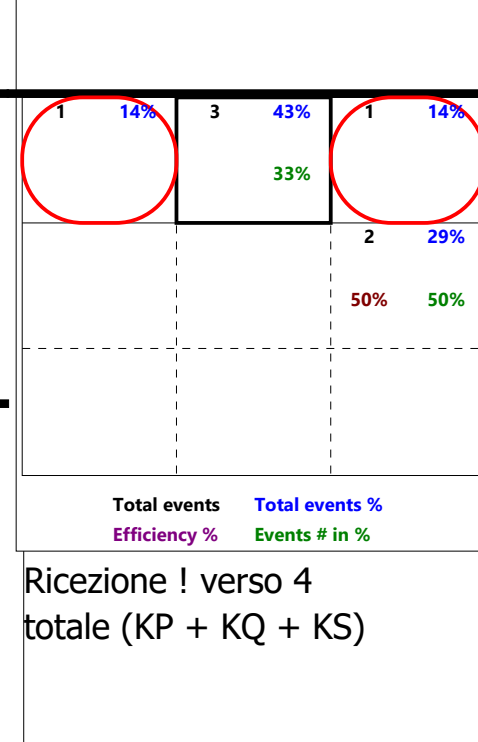 1 14% 3 43% 1 14%
33%
2 29%
50% 50%
Total events Total events %
Efficiency % Events # in %
Ricezione ! verso 4
totale (KP + KQ + KS)